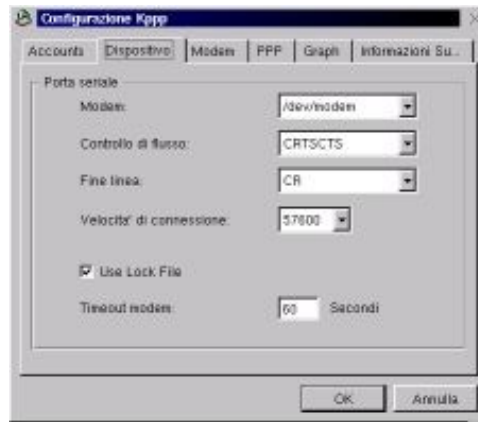 Configurazione Kppp
Accounts Dispositivo Modem PPP Graph Informazioni Su..
Porta seriale
Modem: /dev/modem
Controllo di flusso: CRTSCTS
Fine linea: CR
Velocita' di connessione: 57600
Use Lock File
Timeout modem: 60 Secondi
OK Annulla